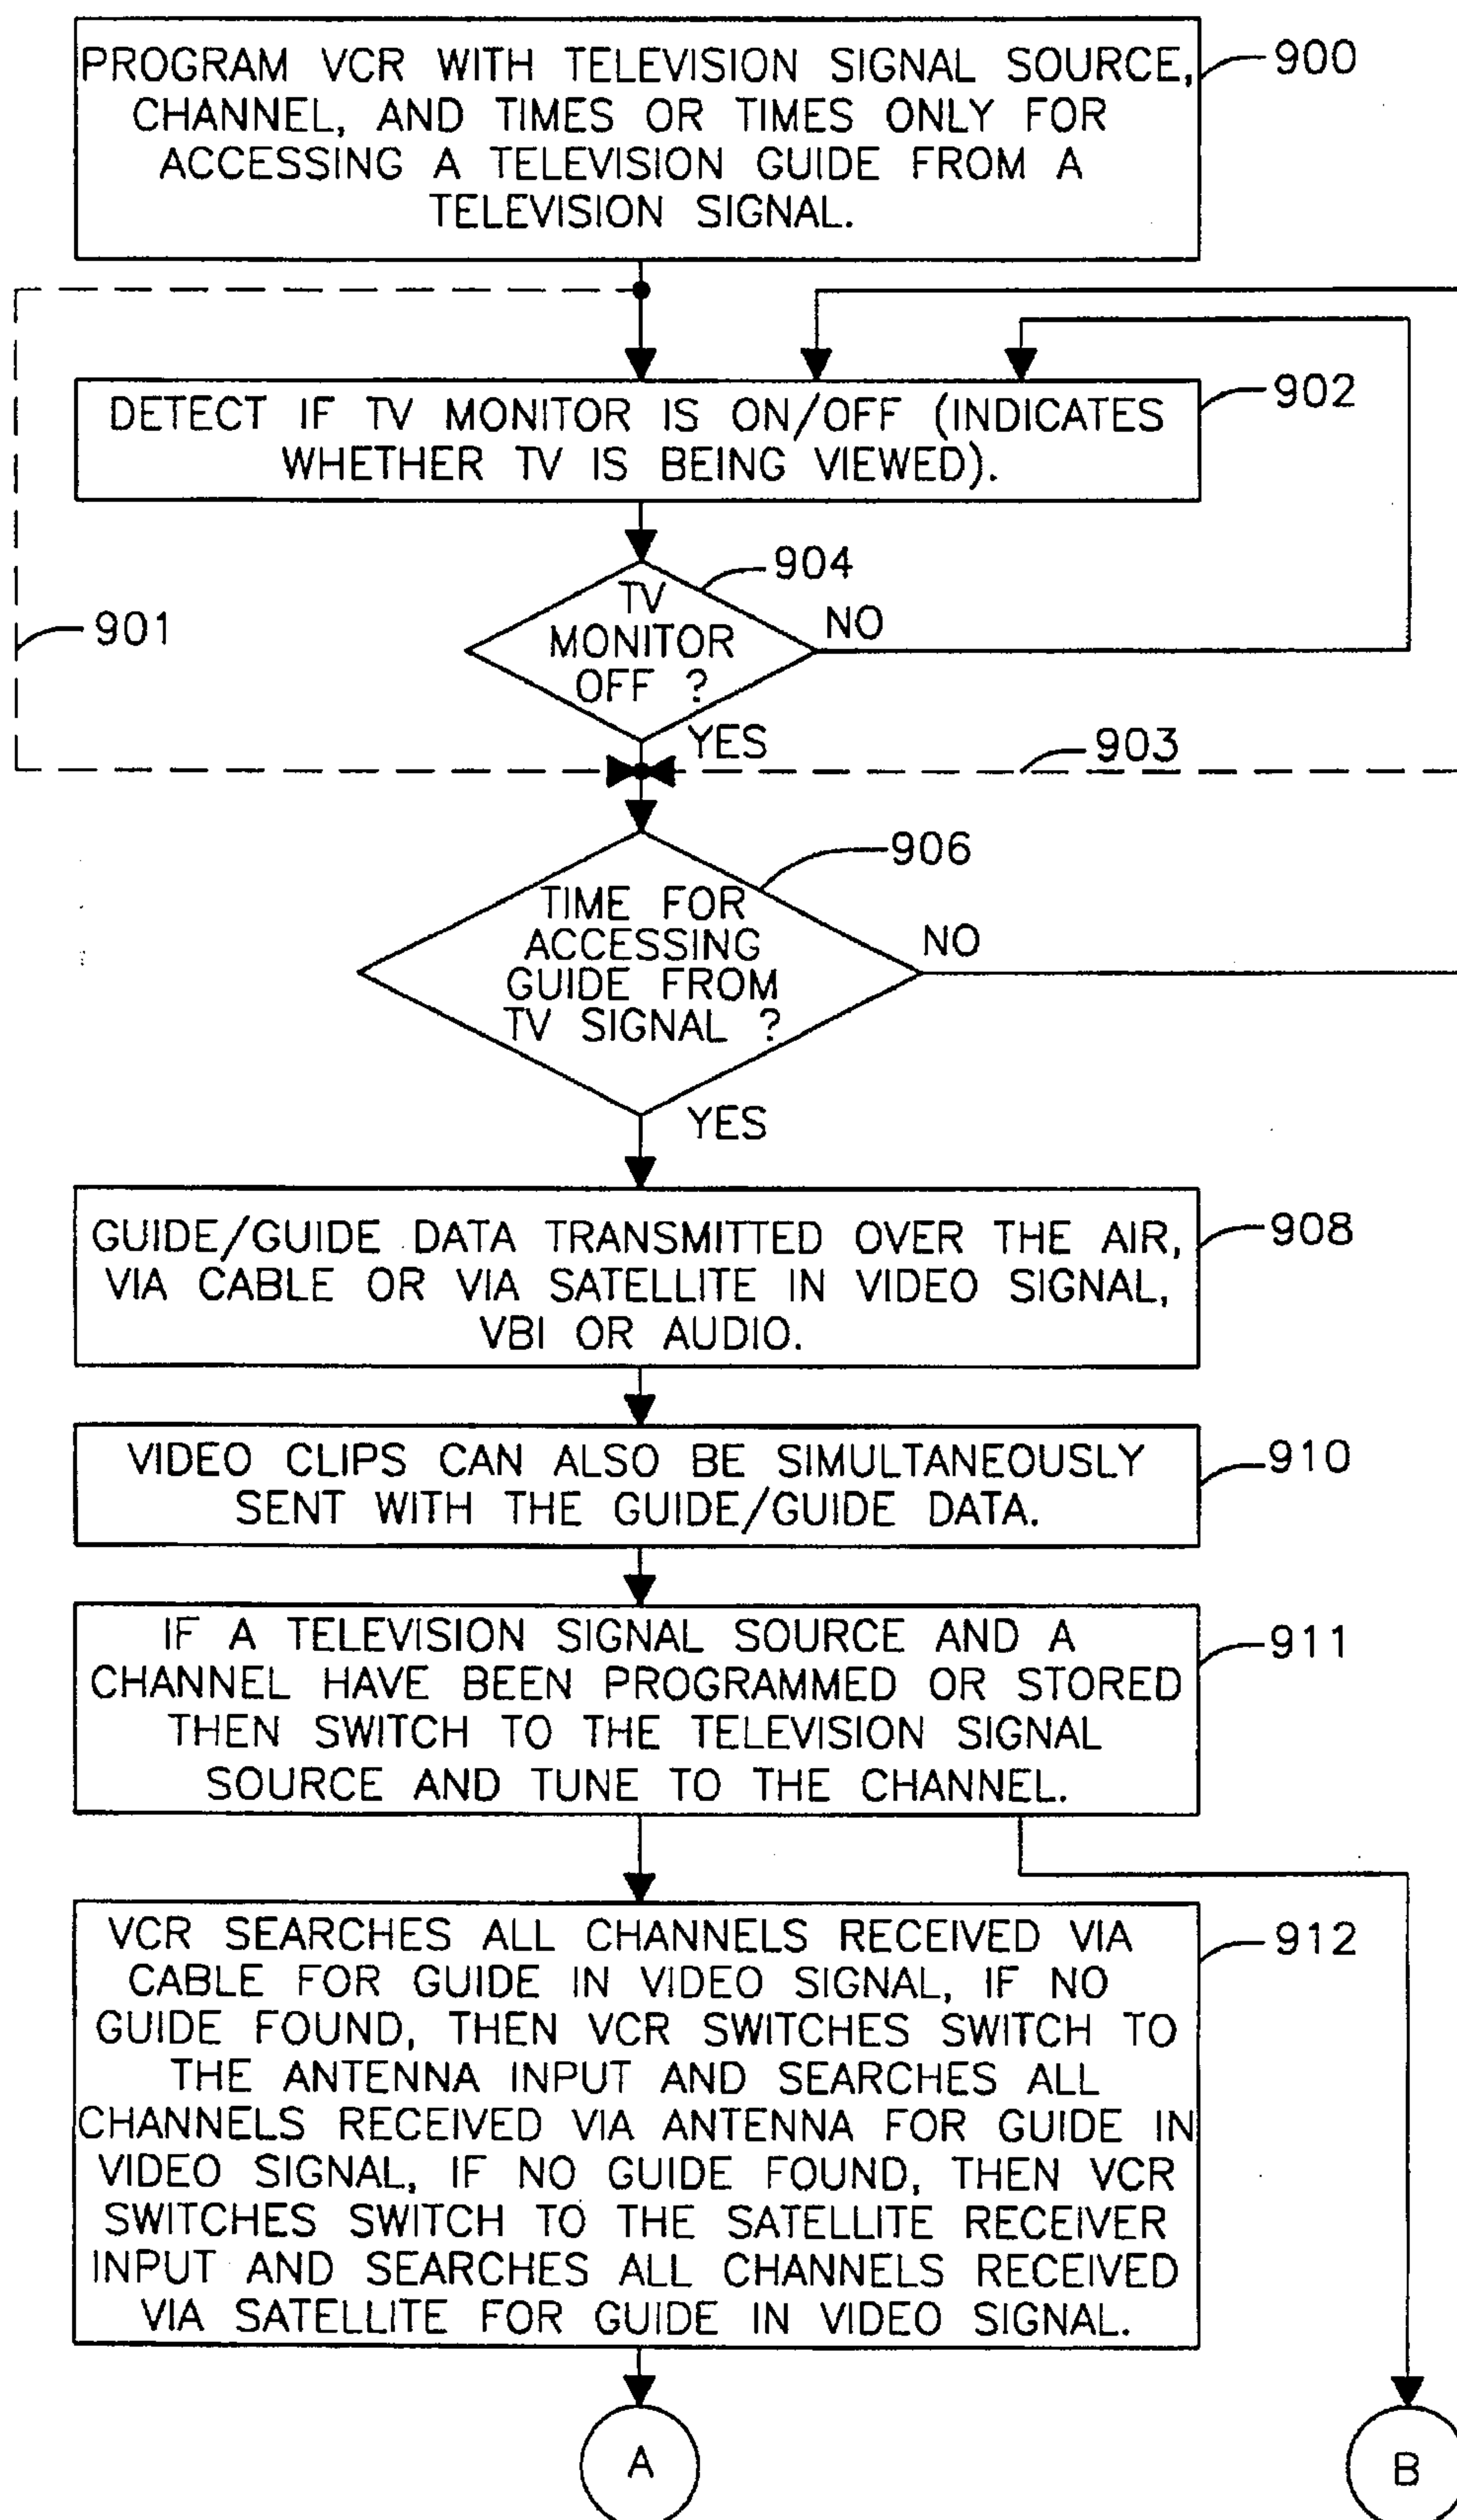 PROGRAM VCR WITH TELEVISION SIGNAL SOURCE,
CHANNEL, AND TIMES OR TIMES ONLY FOR
ACCESSING A TELEVISION GUIDE FROM A
TELEVISION SIGNAL.
900
DETECT IF TV MONITOR IS ON/OFF (INDICATES
WHETHER TV IS BEING VIEWED).
902
904
TV
MONITOR
OFF ?
NO
901
YES
903
906
TIME FOR
ACCESSING
GUIDE FROM
TV SIGNAL ?
NO
YES
GUIDE/GUIDE DATA TRANSMITTED OVER THE AIR,
VIA CABLE OR VIA SATELLITE IN VIDEO SIGNAL,
VBI OR AUDIO.
908
VIDEO CLIPS CAN ALSO BE SIMULTANEOUSLY
SENT WITH THE GUIDE/GUIDE DATA.
910
IF A TELEVISION SIGNAL SOURCE AND A
CHANNEL HAVE BEEN PROGRAMMED OR STORED
THEN SWITCH TO THE TELEVISION SIGNAL
SOURCE AND TUNE TO THE CHANNEL.
911
VCR SEARCHES ALL CHANNELS RECEIVED VIA
CABLE FOR GUIDE IN VIDEO SIGNAL, IF NO
GUIDE FOUND, THEN VCR SWITCHES SWITCH TO
THE ANTENNA INPUT AND SEARCHES ALL
CHANNELS RECEIVED VIA ANTENNA FOR GUIDE IN
VIDEO SIGNAL, IF NO GUIDE FOUND, THEN VCR
SWITCHES SWITCH TO THE SATELLITE RECEIVER
INPUT AND SEARCHES ALL CHANNELS RECEIVED
VIA SATELLITE FOR GUIDE IN VIDEO SIGNAL.
912
A
B